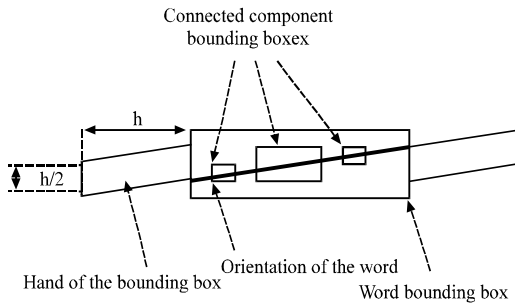 Connected component
bounding boxex
h
h/2
Hand of the bounding box
Orientation of the word
Word bounding box